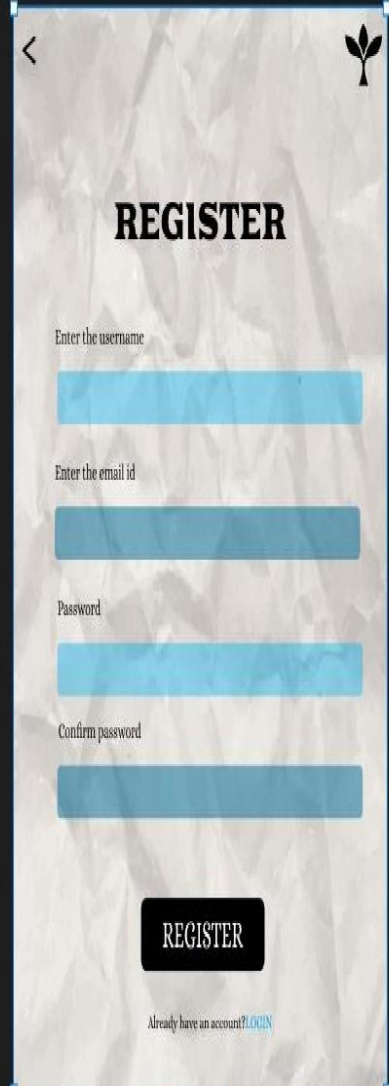 REGISTER
Enter the username
Enter the email id
Password
Confirm password
REGISTER
Already have an account?LOGIN